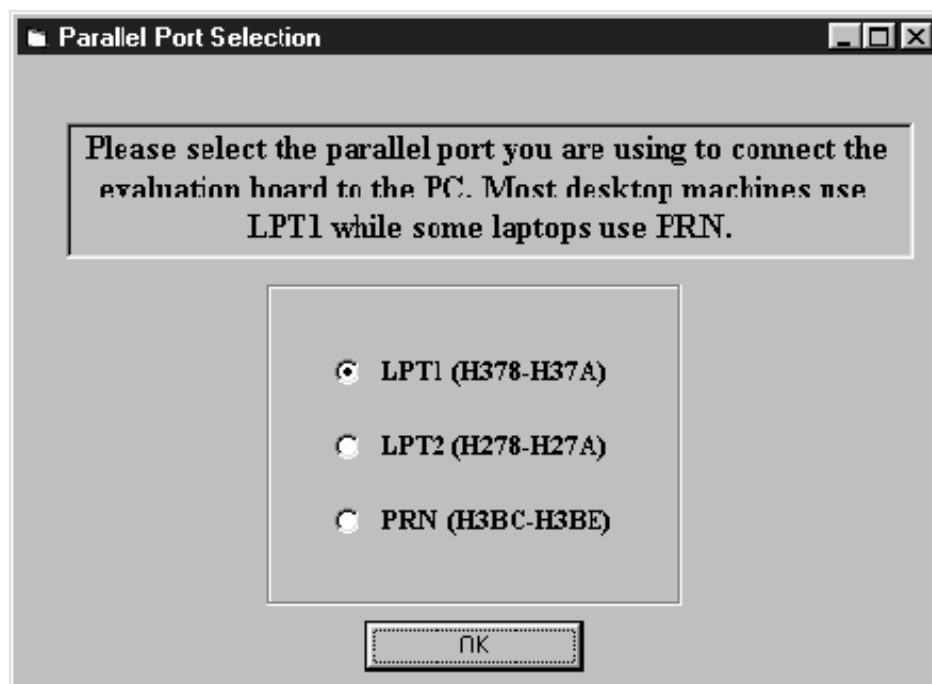 Parallel Port Selection
Please select the parallel port you are using to connect the
evaluation board to the PC. Most desktop machines use
LPT1 while some laptops use PRN.
LPT1 (H378-H37A)
LPT2 (H278-H27A)
PRN (H3BC-H3BE)
OK